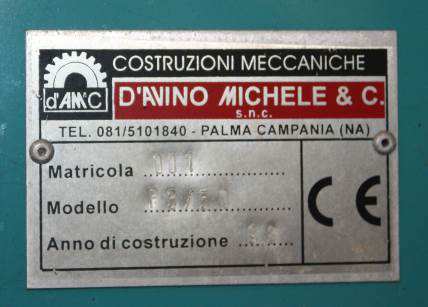 COSTRUZIONI MECCANICHE
d'AMC
D'AVINO MICHELE & C.
s.n.c.
TEL. 081/5101840 - PALMA CAMPANIA (NA)
Matricola
Modello
Anno di costruzione
CE